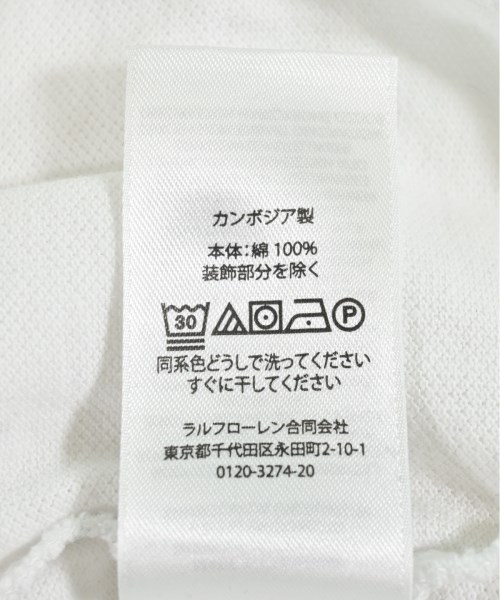 カンボジア製
本体：綿 100%
装飾部分を除く
30 P
同系色どうしで洗ってください
すぐに干してください
ラルフローレン合同会社
東京都千代田区永田町2-10-1
0120-3274-20